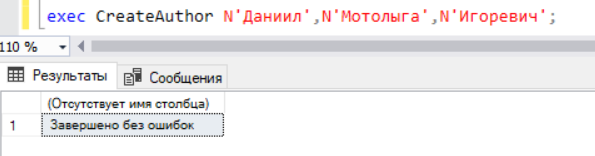 exec CreateAuthor N'Даниил',N'Мотолыга',N'Игоревич';
110 %
Результаты Сообщения
(Отсутствует имя столбца)
1 Завершено без ошибок